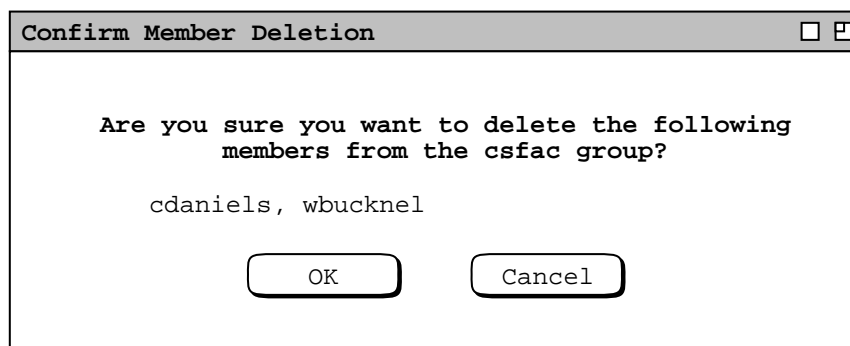 Confirm Member Deletion
Are you sure you want to delete the following
members from the csfac group?
cdaniels, wbucknel
OK
Cancel